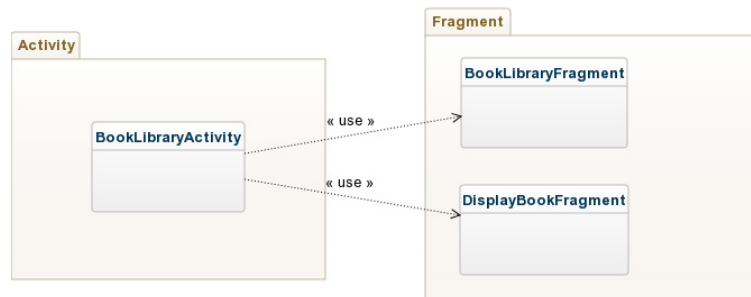 Fragment
Activity
BookLibraryFragment
« use »
BookLibraryActivity
« use »
DisplayBookFragment